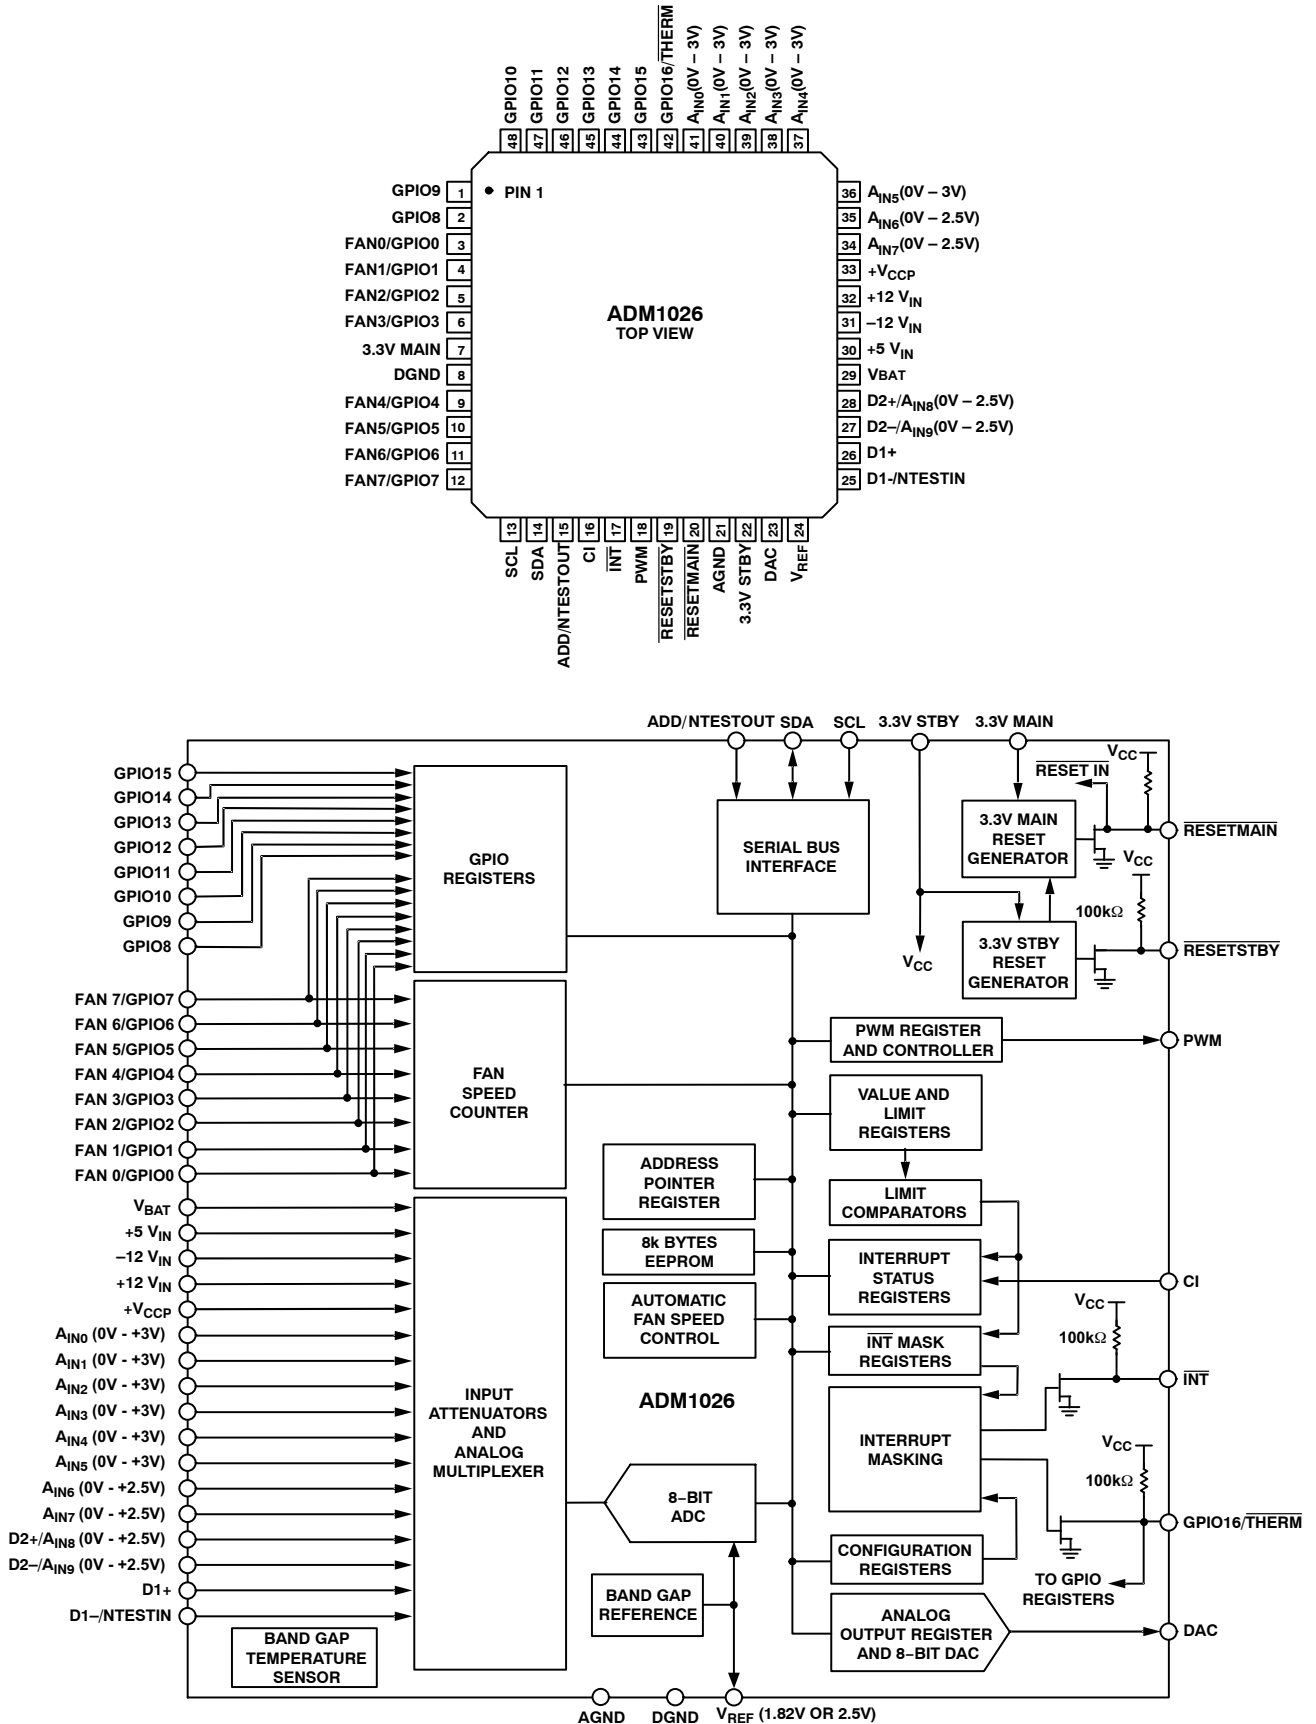 GPIO10
GPIO11
GPIO12
GPIO13
GPIO14
GPIO15
GPIO16/THERM
AIN0(0V – 3V)
AIN1(0V – 3V)
AIN2(0V – 3V)
AIN3(0V – 3V)
AIN4(0V – 3V)
48 47 46 45 44 43 42 41 40 39 38 37
GPIO9 1
GPIO8 2
FAN0/GPIO0 3
FAN1/GPIO1 4
FAN2/GPIO2 5
FAN3/GPIO3 6
3.3V MAIN 7
DGND 8
FAN4/GPIO4 9
FAN5/GPIO5 10
FAN6/GPIO6 11
FAN7/GPIO7 12
PIN 1
ADM1026
TOP VIEW
36 AIN5(0V – 3V)
35 AIN6(0V – 2.5V)
34 AIN7(0V – 2.5V)
33 +VCCP
32 +12 VIN
31 –12 VIN
30 +5 VIN
29 VBAT
28 D2+/AIN8(0V – 2.5V)
27 D2–/AIN9(0V – 2.5V)
26 D1+
25 D1-/NTESTIN
13 14 15 16 17 18 19 20 21 22 23 24
SCL
SDA
ADD/NTESTOUT
CI
INT
PWM
RESETSTBY
RESETMAIN
AGND
3.3V STBY
DAC
VREF
ADD/NTESTOUT SDA SCL 3.3V STBY 3.3V MAIN
GPIO15
GPIO14
GPIO13
GPIO12
GPIO11
GPIO10
GPIO9
GPIO8
FAN 7/GPIO7
FAN 6/GPIO6
FAN 5/GPIO5
FAN 4/GPIO4
FAN 3/GPIO3
FAN 2/GPIO2
FAN 1/GPIO1
FAN 0/GPIO0
VBAT
+5 VIN
–12 VIN
+12 VIN
+VCCP
AIN0 (0V - +3V)
AIN1 (0V - +3V)
AIN2 (0V - +3V)
AIN3 (0V - +3V)
AIN4 (0V - +3V)
AIN5 (0V - +3V)
AIN6 (0V - +2.5V)
AIN7 (0V - +2.5V)
D2+/AIN8 (0V - +2.5V)
D2–/AIN9 (0V - +2.5V)
D1+
D1–/NTESTIN
GPIO
REGISTERS
FAN
SPEED
COUNTER
INPUT
ATTENUATORS
AND
ANALOG
MULTIPLEXER
BAND GAP
TEMPERATURE
SENSOR
SERIAL BUS
INTERFACE
ADDRESS
POINTER
REGISTER
8k BYTES
EEPROM
AUTOMATIC
FAN SPEED
CONTROL
ADM1026
8–BIT
ADC
BAND GAP
REFERENCE
VCC
RESET IN
3.3V MAIN
RESET
GENERATOR
VCC
100kΩ
3.3V STBY
RESET
GENERATOR
VCC
PWM REGISTER
AND CONTROLLER
VALUE AND
LIMIT
REGISTERS
LIMIT
COMPARATORS
INTERRUPT
STATUS
REGISTERS
INT MASK
REGISTERS
INTERRUPT
MASKING
CONFIGURATION
REGISTERS
ANALOG
OUTPUT REGISTER
AND 8–BIT DAC
VCC
100kΩ
VCC
100kΩ
TO GPIO
REGISTERS
RESETMAIN
RESETSTBY
PWM
CI
INT
GPIO16/THERM
DAC
AGND DGND VREF (1.82V OR 2.5V)